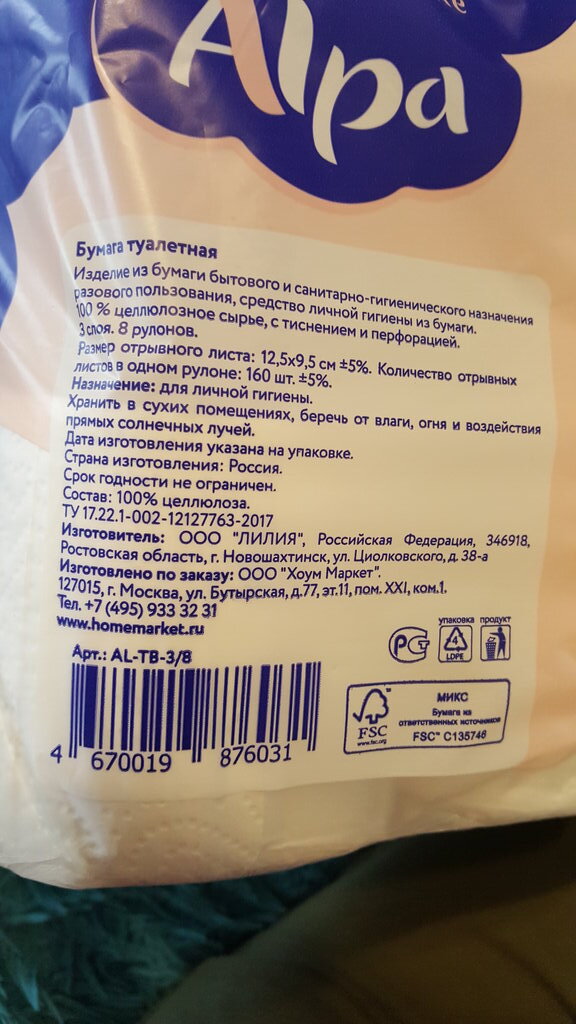 Alpa
Бумага туалетная
Изделие из бумаги бытового и санитарно-гигиенического назначения
разового пользования, средство личной гигиены из бумаги.
100 % целлюлозное сырье, с тиснением и перфорацией.
3 слоя. 8 рулонов.
Размер отрывного листа: 12,5х9,5 см ±5%. Количество отрывных
листов в одном рулоне: 160 шт. ±5%.
Назначение: для личной гигиены.
Хранить в сухих помещениях, беречь от влаги, огня и воздействия
прямых солнечных лучей.
Дата изготовления указана на упаковке.
Страна изготовления: Россия.
Срок годности не ограничен.
Состав: 100% целлюлоза.
ТУ 17.22.1-002-12127763-2017
Изготовитель: ООО "ЛИЛИЯ", Российская Федерация, 346918,
Ростовская область, г. Новошахтинск, ул. Циолковского, д. 38-а
Изготовлено по заказу: ООО "Хоум Маркет".
127015, г. Москва, ул. Бутырская, д.77, эт.11, пом. XXI, ком.1.
Тел. +7 (495) 933 32 31
www.homemarket.ru
упаковка продукт
РСТ
4
LDPE
Арт.: AL-TB-3/8
4 670019 876031
FSC
www.fsc.org
МИКС
Бумага из
ответственных источников
FSC™ C135746